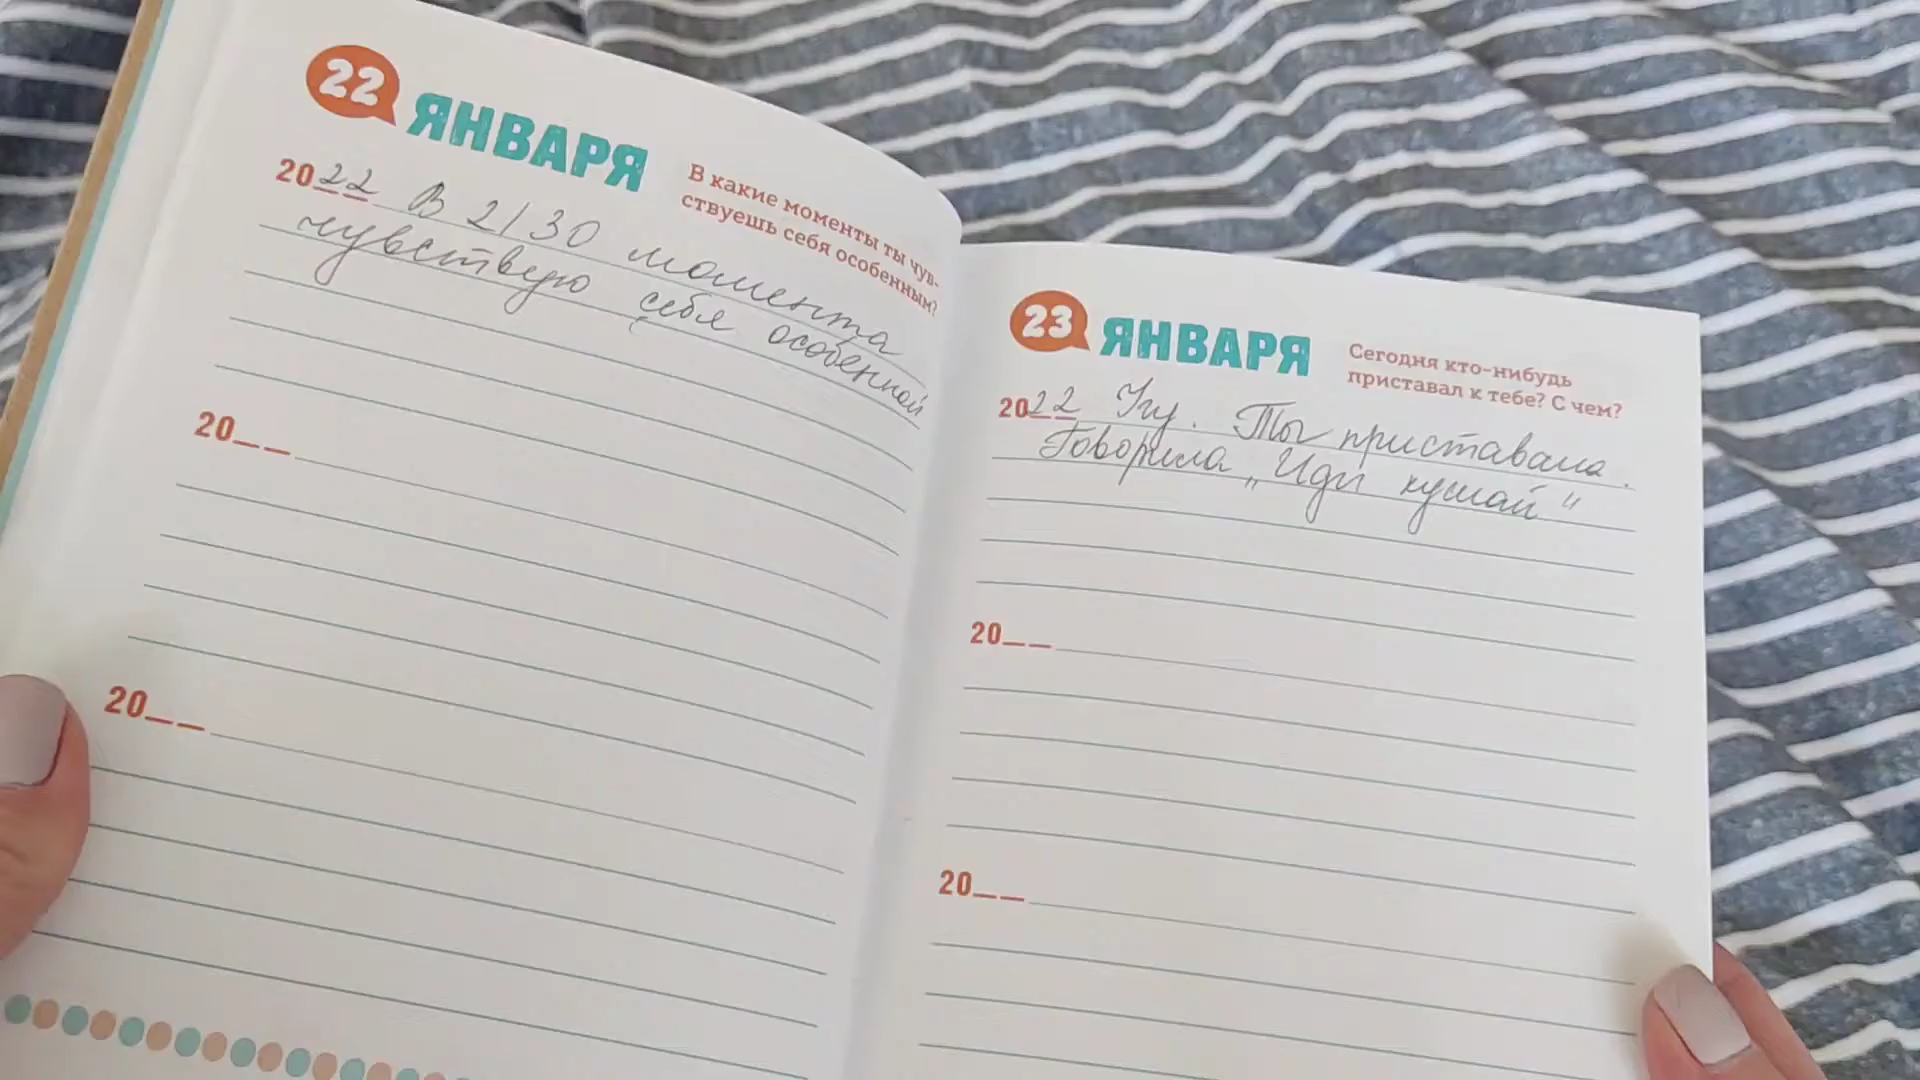 22 ЯНВАРЯ
В какие моменты ты чув-
ствуешь себя особенным?
2022 В 21 30 момента
чувствую себя особенной
20__
20__
23 ЯНВАРЯ
Сегодня кто-нибудь
приставал к тебе? С чем?
2022 Угу. Ты приставала.
Говорила „Иди кушай“
20__
20__